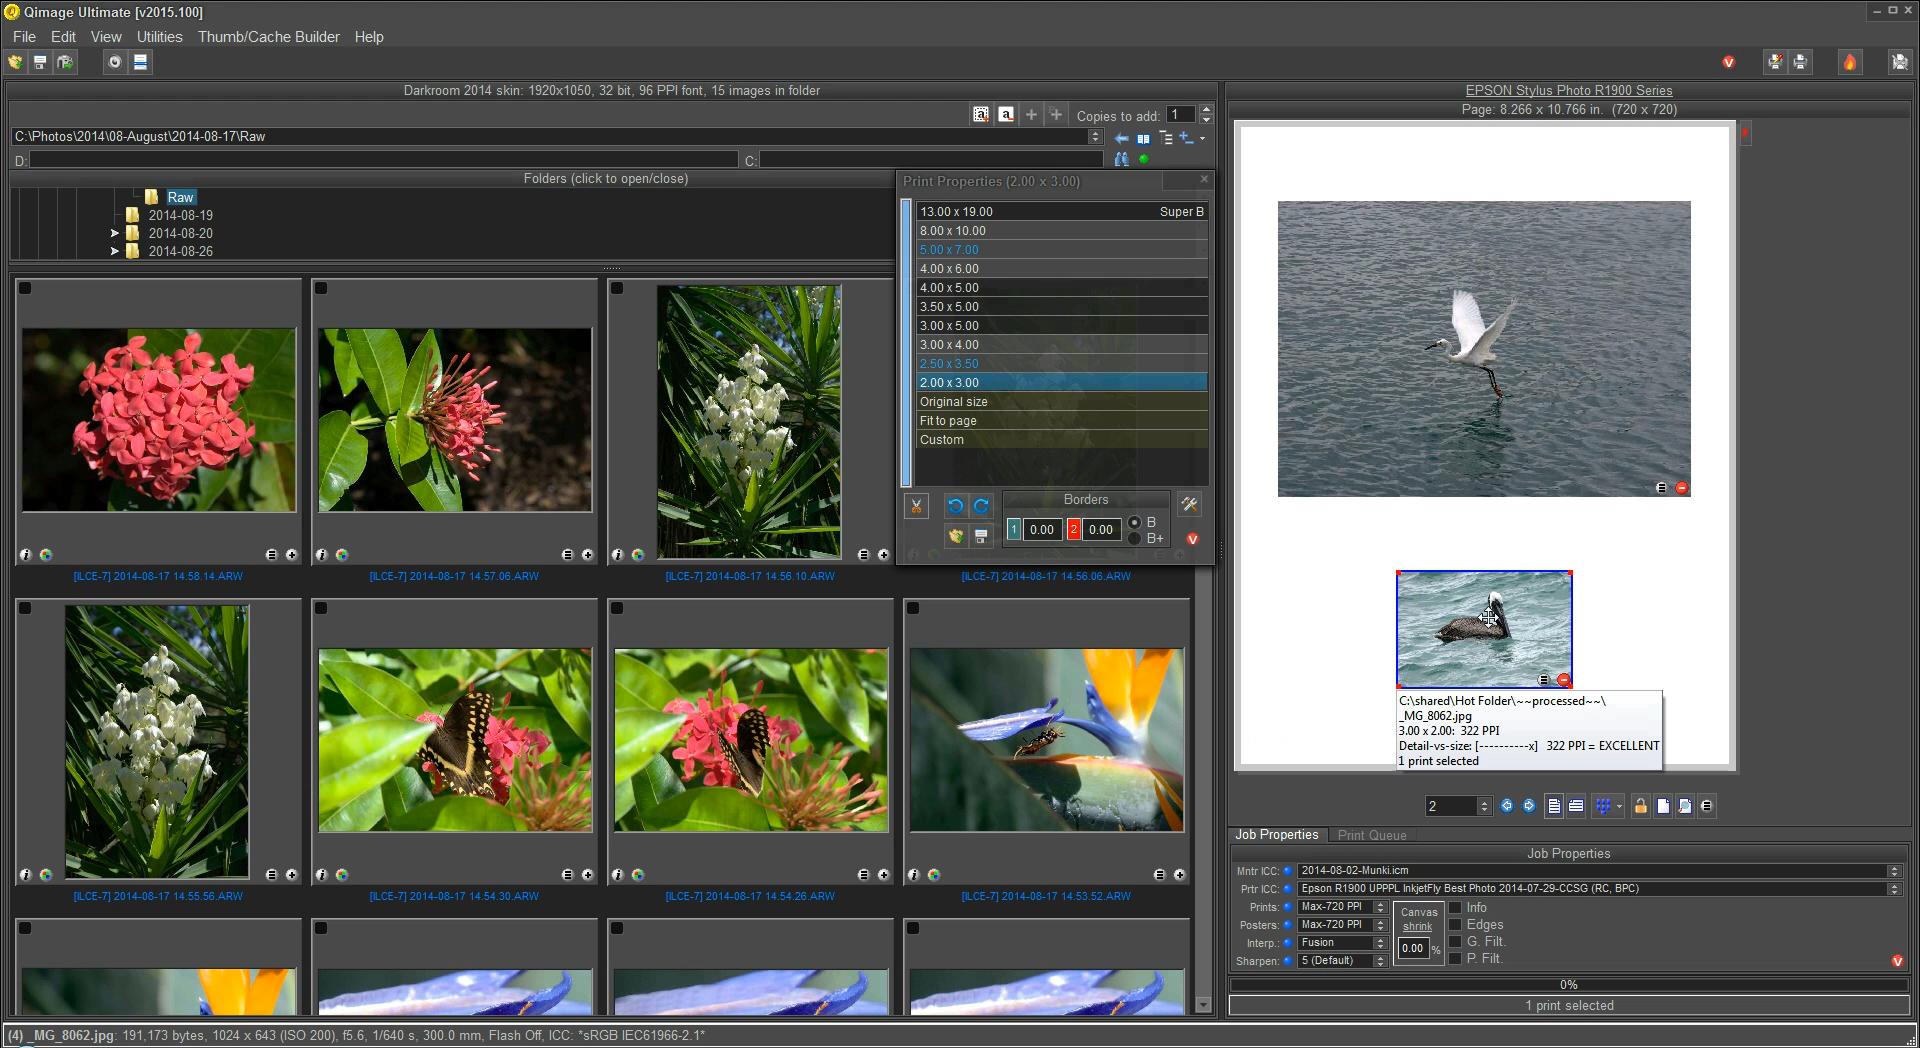 Qimage Ultimate [v2015.100]
File Edit View Utilities Thumb/Cache Builder Help
Darkroom 2014 skin: 1920x1050, 32 bit, 96 PPI font, 15 images in folder
Copies to add: 1
C:\Photos\2014\08-August\2014-08-17\Raw
D: C:
Folders (click to open/close)
Raw
2014-08-19
2014-08-20
2014-08-26
[ILCE-7] 2014-08-17 14.58.14.ARW
[ILCE-7] 2014-08-17 14.57.06.ARW
[ILCE-7] 2014-08-17 14.56.10.ARW
[ILCE-7] 2014-08-17 14.56.06.ARW
[ILCE-7] 2014-08-17 14.55.56.ARW
[ILCE-7] 2014-08-17 14.54.30.ARW
[ILCE-7] 2014-08-17 14.54.26.ARW
[ILCE-7] 2014-08-17 14.53.52.ARW
Print Properties (2.00 x 3.00)
13.00 x 19.00 Super B
8.00 x 10.00
5.00 x 7.00
4.00 x 6.00
4.00 x 5.00
3.50 x 5.00
3.00 x 5.00
3.00 x 4.00
2.50 x 3.50
2.00 x 3.00
Original size
Fit to page
Custom
Borders
1 0.00 2 0.00 B
B+
EPSON Stylus Photo R1900 Series
Page: 8.266 x 10.766 in. (720 x 720)
C:\shared\Hot Folder\~~processed~~\
_MG_8062.jpg
3.00 x 2.00: 322 PPI
Detail-vs-size: [----------x] 322 PPI = EXCELLENT
1 print selected
2
Job Properties Print Queue
Job Properties
Mntr ICC: 2014-08-02-Munki.icm
Prtr ICC: Epson R1900 UPPPL InkjetFly Best Photo 2014-07-29-CCSG (RC, BPC)
Prints: Max-720 PPI
Posters: Max-720 PPI
Interp.: Fusion
Sharpen: 5 (Default)
Canvas
shrink
0.00 %
Info
Edges
G. Filt.
P. Filt.
0%
1 print selected
(4) _MG_8062.jpg: 191,173 bytes, 1024 x 643 (ISO 200), f5.6, 1/640 s, 300.0 mm, Flash Off, ICC: *sRGB IEC61966-2.1*